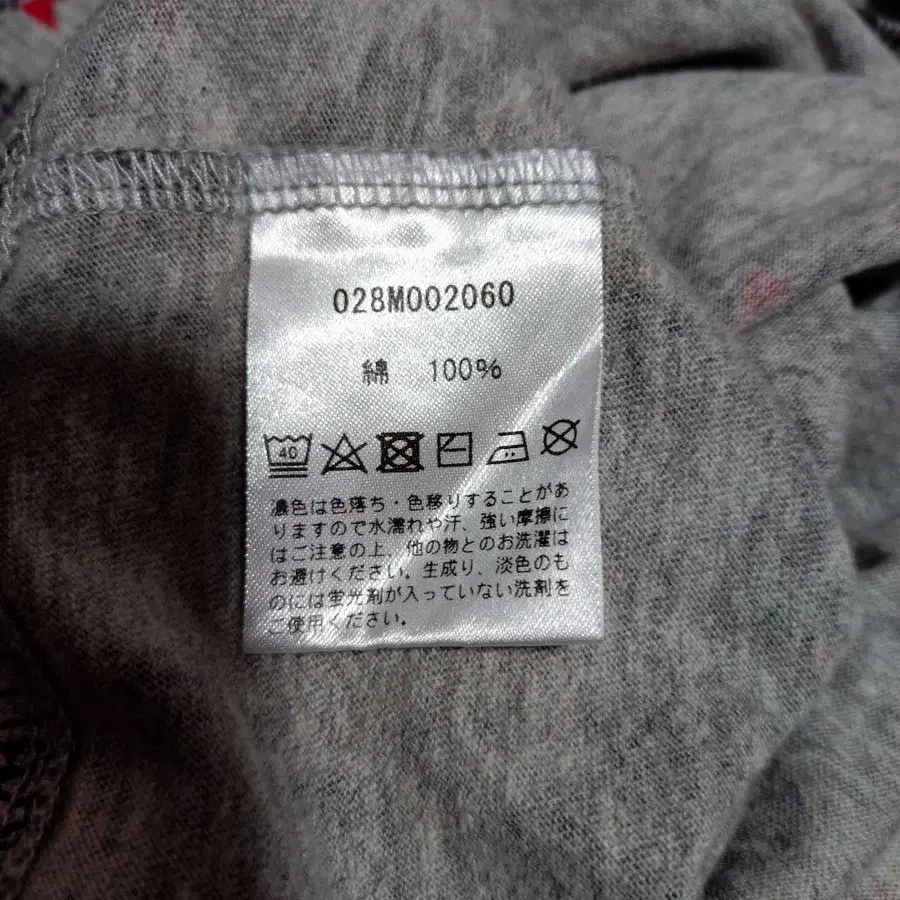 028M002060
綿 100%
40
濃色は色落ち・色移りすることがあ
りますので水濡れや汗、強い摩擦に
はご注意の上、他の物とのお洗濯は
お避けください。生成り、淡色のも
のには蛍光剤が入っていない洗剤を
ご使用ください。